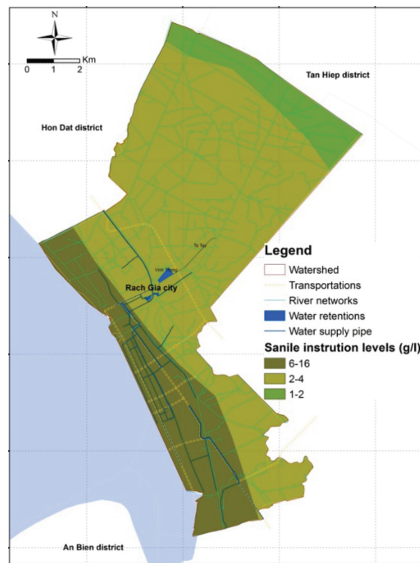 N
0 1 2 Km
Tan Hiep district
Hon Dat district
Rach Gia city
Legend
Watershed
Transportations
River networks
Water retentions
Water supply pipe
Sanile instrution levels (g/l)
6-16
2-4
1-2
An Bien district